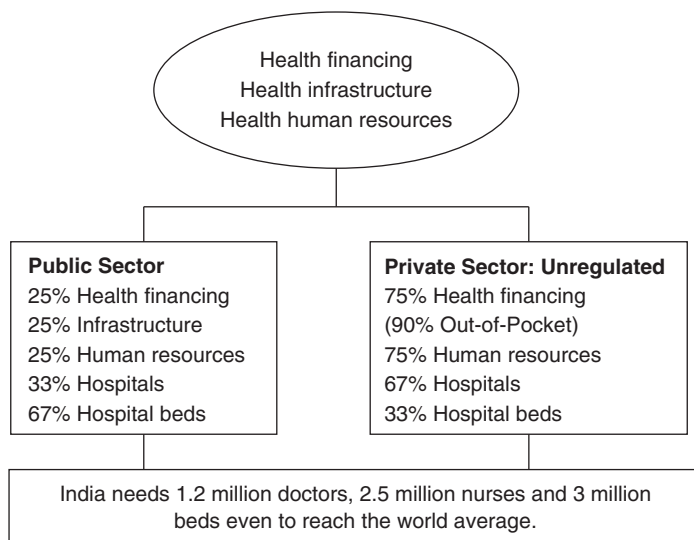 Health financing
Health infrastructure
Health human resources
Public Sector
25% Health financing
25% Infrastructure
25% Human resources
33% Hospitals
67% Hospital beds
Private Sector: Unregulated
75% Health financing
(90% Out-of-Pocket)
75% Human resources
67% Hospitals
33% Hospital beds
India needs 1.2 million doctors, 2.5 million nurses and 3 million
beds even to reach the world average.